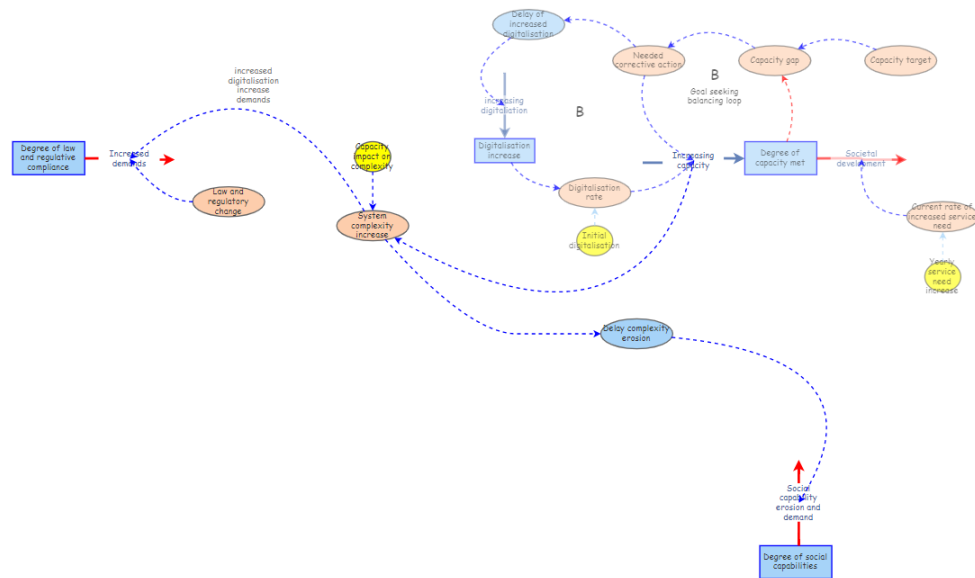 Delay of
increased
digitalisation
Needed
corrective action
B
Capacity gap
Capacity target
increased
digitalisation
increase
demands
Goal seeking
balancing loop
increasing
digitaliation
B
Degree of law
and regulative
compliance
Increased
demands
Capacity
impact on
complexity
Digitalisation
increase
Increasing
capacity
Degree of
capacity met
Societal
development
Law and
regulatory
change
System
complexity
increase
Digitalisation
rate
Initial
digitalisation
Current rate of
increased service
need
Yearly
service
need
increase
Delay complexity
erosion
Social
capability
erosion and
demand
Degree of social
capabilities